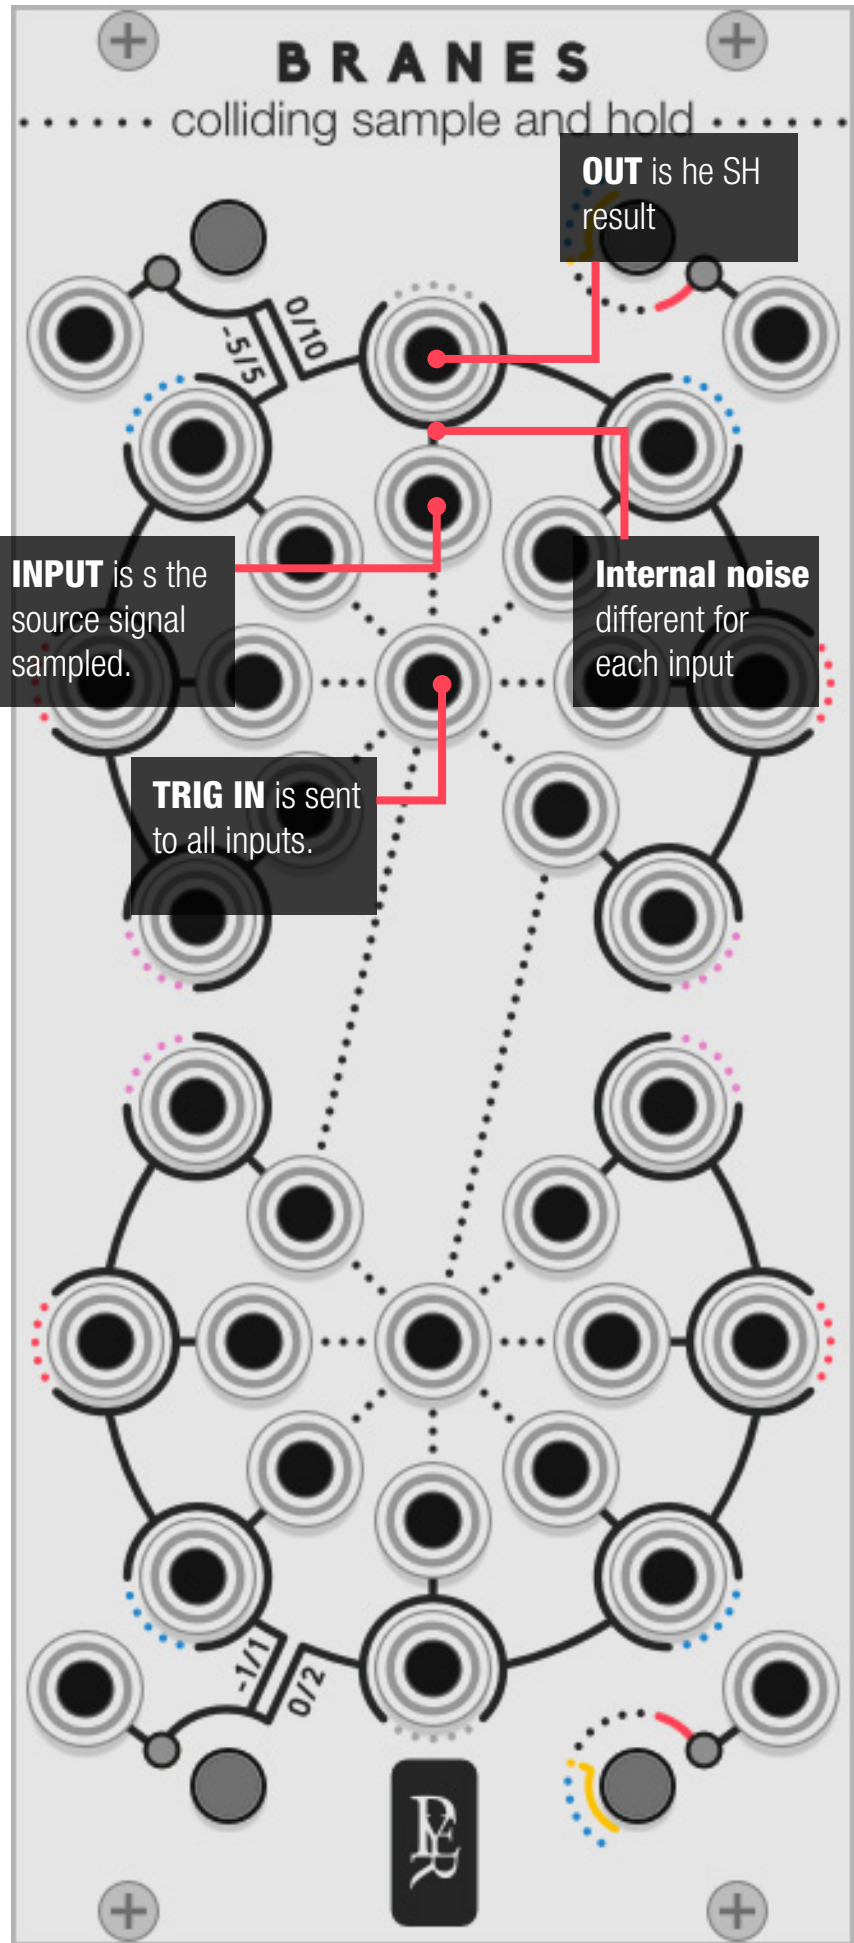 BRANES
colliding sample and hold
OUT is he SH
result
0/10
-5/5
INPUT is s the
source signal
sampled.
Internal noise
different for
each input
TRIG IN is sent
to all inputs.
-1/1
0/2